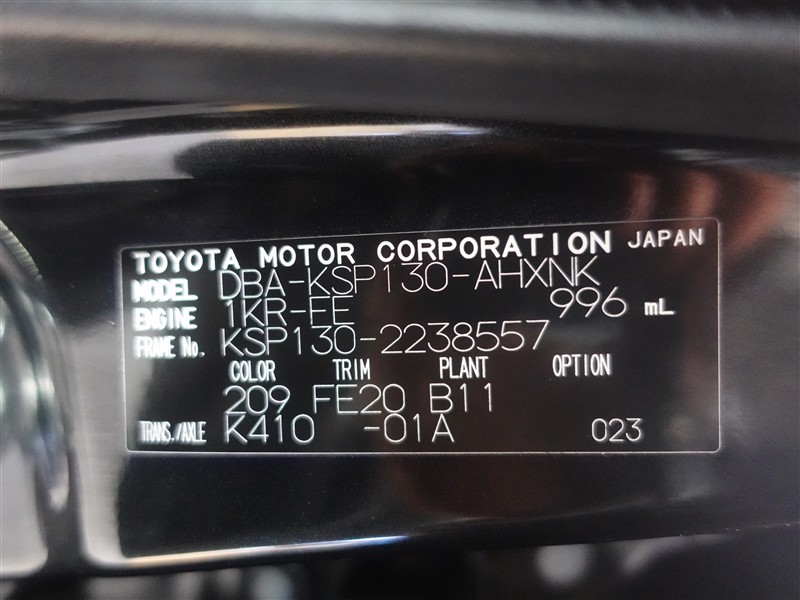 TOYOTA MOTOR CORPORATION JAPAN
MODEL DBA-KSP130-AHXNK
ENGINE 1KR-FE 996 mL
FRAME No. KSP130-2238557
COLOR TRIM PLANT OPTION
209 FE20 B11
TRANS./AXLE K410 -01A 023